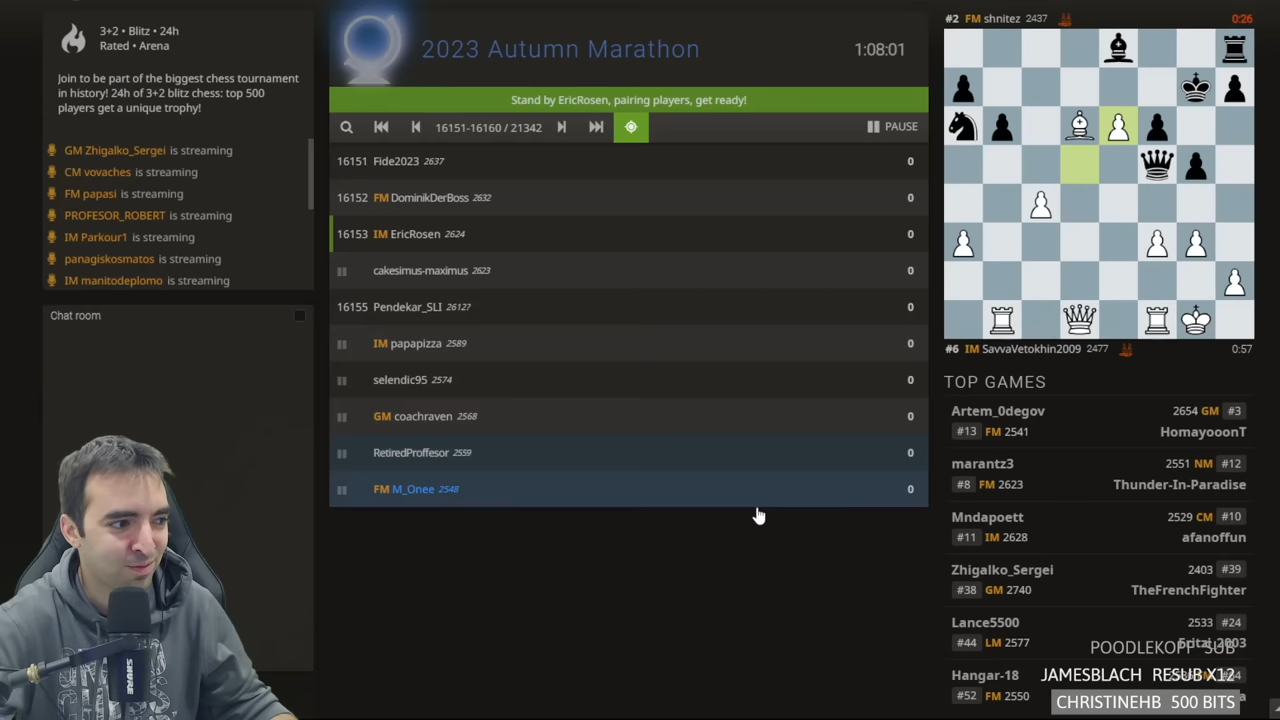 3+2 • Blitz • 24h
Rated • Arena
Join to be part of the biggest chess tournament
in history! 24h of 3+2 blitz chess: top 500
players get a unique trophy!
GM Zhigalko_Sergei is streaming
CM vovaches is streaming
FM papasi is streaming
PROFESOR_ROBERT is streaming
IM Parkour1 is streaming
panagiskosmatos is streaming
IM manitodeplomo is streaming
Chat room
2023 Autumn Marathon
1:08:01
Stand by EricRosen, pairing players, get ready!
16151-16160 / 21342
PAUSE
16151 Fide2023 2637 0
16152 FM DominikDerBoss 2632 0
16153 IM EricRosen 2624 0
cakesimus-maximus 2623 0
16155 Pendekar_SLI 2612? 0
IM papapizza 2589 0
selendic95 2574 0
GM coachraven 2568 0
RetiredProffesor 2559 0
FM M_Onee 2548 0
#2 FM shnitez 2437 0:26
#6 IM SavvaVetokhin2009 2477 0:57
TOP GAMES
Artem_0degov 2654 GM #3
#13 FM 2541 HomayooonT
marantz3 2551 NM #12
#8 FM 2623 Thunder-In-Paradise
Mndapoett 2529 CM #10
#11 IM 2628 afanoffun
Zhigalko_Sergei 2403 #39
#38 GM 2740 TheFrenchFighter
Lance5500 2533 #24
#44 LM 2577
POODLEKOPF SUB
Hangar-18
JAMESBLACH RESUB X12
#52 FM 2550
CHRISTINEHB 500 BITS
SHURE